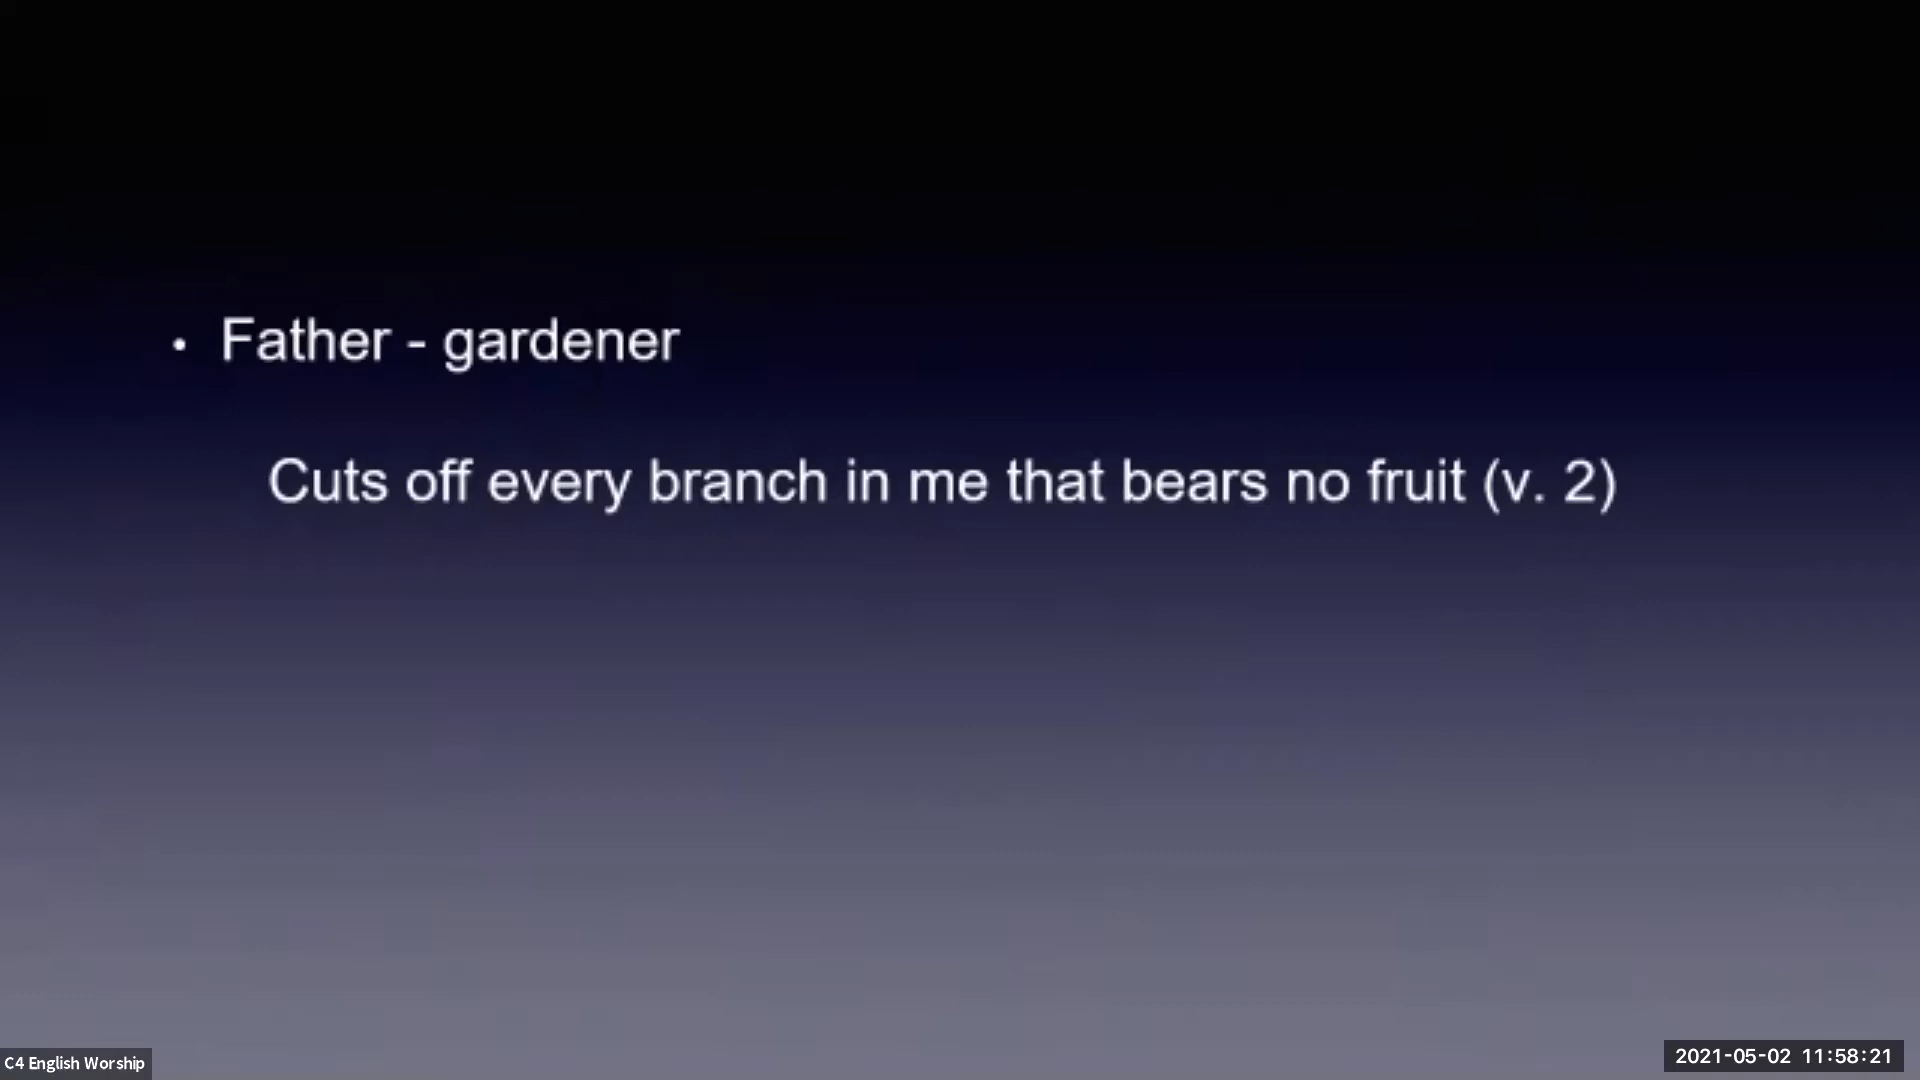 • Father - gardener
Cuts off every branch in me that bears no fruit (v. 2)
C4 English Worship
2021-05-02 11:58:21